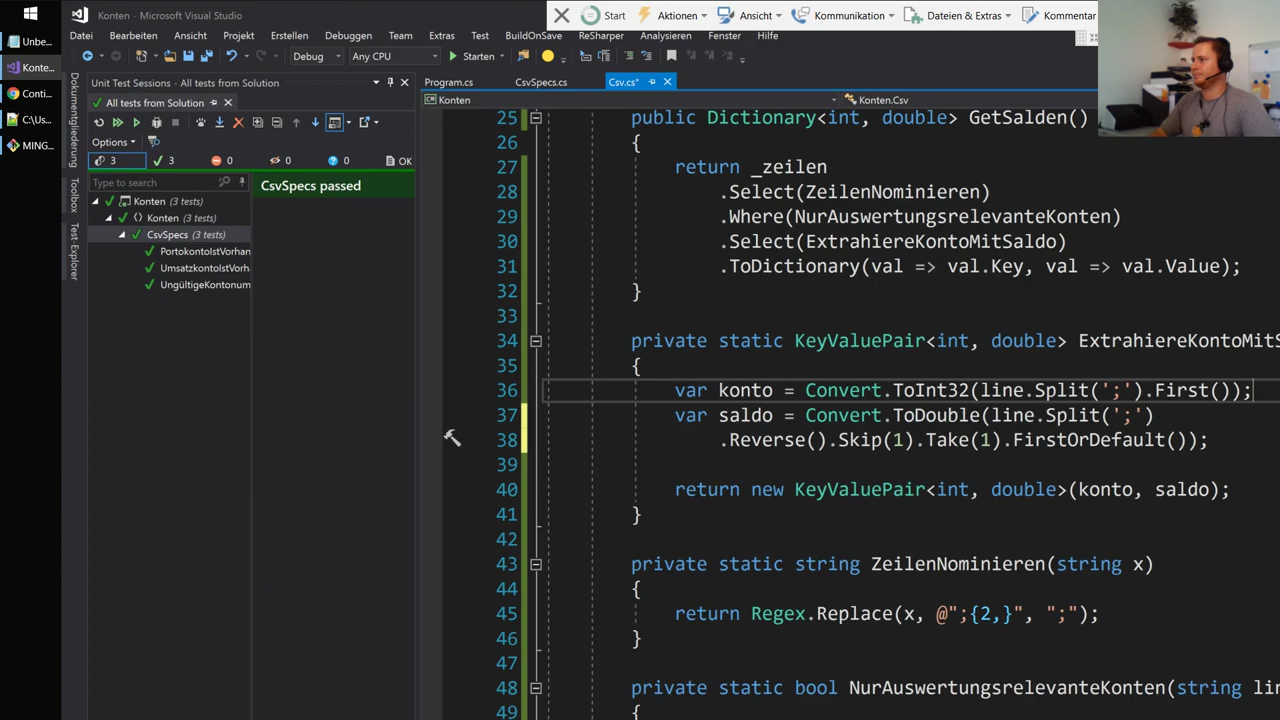 Konten - Microsoft Visual Studio
Start
Aktionen
Ansicht
Kommunikation
Dateien & Extras
Kommentar
Datei
Bearbeiten
Ansicht
Projekt
Erstellen
Debuggen
Team
Extras
Test
BuildOnSave
ReSharper
Analysieren
Fenster
Hilfe
Debug
Any CPU
Starten
Unbe...
Konte...
Conti...
C:\Us...
MING...
Dokumentgliederung
Toolbox
Test-Explorer
Unit Test Sessions - All tests from Solution
All tests from Solution
Options
3
3
0
0
0
OK
Type to search
CsvSpecs passed
Konten (3 tests)
Konten (3 tests)
CsvSpecs (3 tests)
PortokontoIstVorhan
UmsatzkontoIstVorh
UngültigeKontonum
Program.cs
CsvSpecs.cs
Csv.cs*
Konten
Konten.Csv
25 public Dictionary<int, double> GetSalden()
26 {
27 return _zeilen
28 .Select(ZeilenNominieren)
29 .Where(NurAuswertungsrelevanteKonten)
30 .Select(ExtrahiereKontoMitSaldo)
31 .ToDictionary(val => val.Key, val => val.Value);
32 }
33
34 private static KeyValuePair<int, double> ExtrahiereKontoMitS
35 {
36 var konto = Convert.ToInt32(line.Split(';').First());
37 var saldo = Convert.ToDouble(line.Split(';')
38 .Reverse().Skip(1).Take(1).FirstOrDefault());
39
40 return new KeyValuePair<int, double>(konto, saldo);
41 }
42
43 private static string ZeilenNominieren(string x)
44 {
45 return Regex.Replace(x, @";{2,}", ";");
46 }
47
48 private static bool NurAuswertungsrelevanteKonten(string lin
49 {